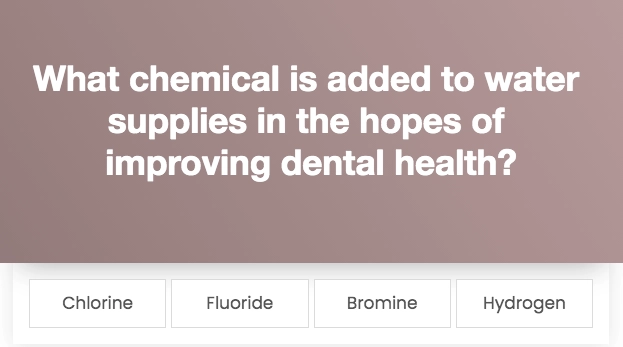 What chemical is added to water
supplies in the hopes of
improving dental health?
Chlorine
Fluoride
Bromine
Hydrogen